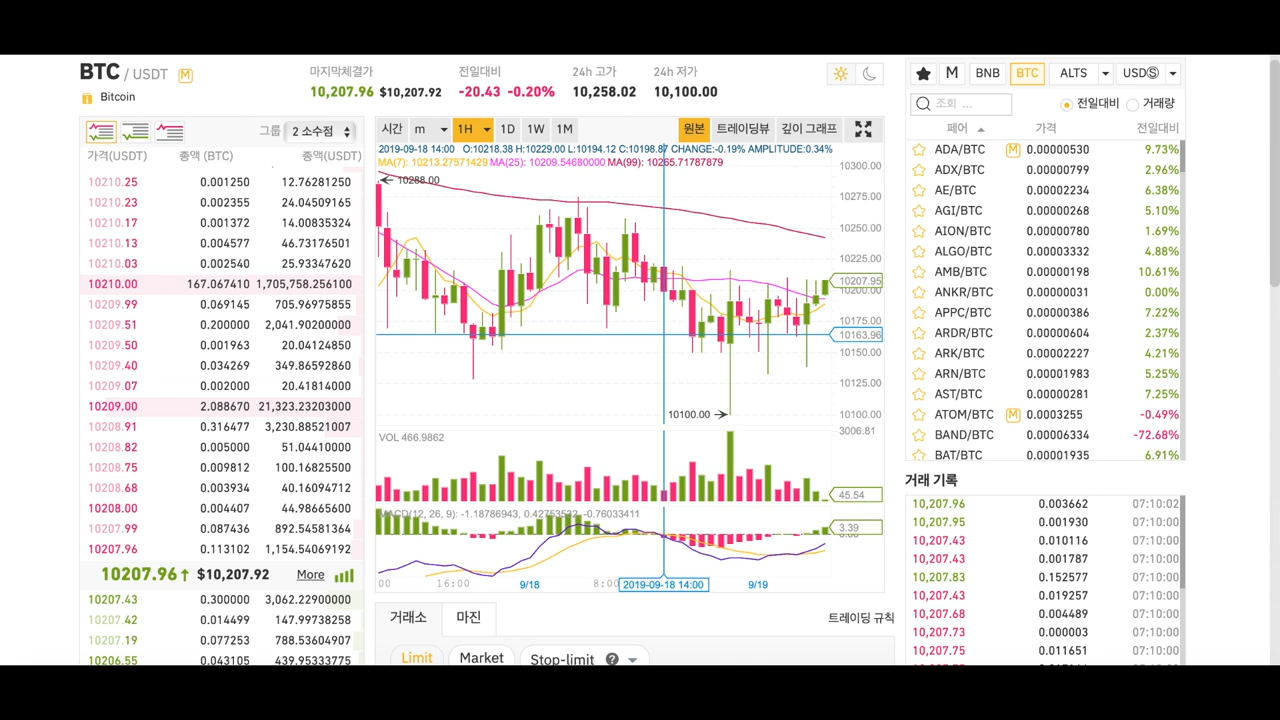 BTC / USDT M
Bitcoin
마지막체결가 전일대비 24h 고가 24h 저가
10,207.96 $10,207.92 -20.43 -0.20% 10,258.02 10,100.00
그룹 2 소수점
가격(USDT) 총액 (BTC) 총액(USDT)
10210.25 0.001250 12.76281250
10210.23 0.002355 24.04509165
10210.17 0.001372 14.00835324
10210.13 0.004577 46.73176501
10210.03 0.002540 25.93347620
10210.00 167.067410 1,705,758.256100
10209.99 0.069145 705.96975855
10209.51 0.200000 2,041.90200000
10209.50 0.001963 20.04124850
10209.40 0.034269 349.86592860
10209.07 0.002000 20.41814000
10209.00 2.088670 21,323.23203000
10208.91 0.316477 3,230.88521007
10208.82 0.005000 51.04410000
10208.75 0.009812 100.16825500
10208.68 0.003934 40.16094712
10208.00 0.004407 44.98665600
10207.99 0.087436 892.54581364
10207.96 0.113102 1,154.54069192
10207.96↑ $10,207.92 More
10207.43 0.300000 3,062.22900000
10207.42 0.014499 147.99738258
10207.19 0.077253 788.53604907
10206.55 0.043105 439.95333775
시간 m 1H 1D 1W 1M 원본 트레이딩뷰
2019-09-18 14:00 O:10218.38 H:10229.00 L:10194.12 C:10198.87 CHANGE:-0.19% AMPLITUDE:0.34%
MA(7): 10213.27571429 MA(25): 10209.54680000 MA(99): 10265.71787879
10300.00
10288.00
10275.00
10250.00
10225.00
10207.95
10200.00
10175.00
10163.96
10150.00
10125.00
10100.00
10100.00
VOL 466.9862 3006.81
45.54
MACD(12, 26, 9): -1.18786943, 0.42753532, -0.76033411
3.39
00 16:00 9/18 8:00 2019-09-18 14:00 9/19
거래소 마진 트레이딩 규칙
Limit Market Stop-limit ?
M BNB BTC ALTS USDⓈ
조회 ... 전일대비 거래량
페어 가격 전일대비
ADA/BTC M 0.00000530 9.73%
ADX/BTC 0.00000799 2.96%
AE/BTC 0.00002234 6.38%
AGI/BTC 0.00000268 5.10%
AION/BTC 0.00000780 1.69%
ALGO/BTC 0.00003332 4.88%
AMB/BTC 0.00000198 10.61%
ANKR/BTC 0.00000031 0.00%
APPC/BTC 0.00000386 7.22%
ARDR/BTC 0.00000604 2.37%
ARK/BTC 0.00002227 4.21%
ARN/BTC 0.00001983 5.25%
AST/BTC 0.00000281 7.25%
ATOM/BTC M 0.0003255 -0.49%
BAND/BTC 0.00006334 -72.68%
BAT/BTC 0.00001935 6.91%
거래 기록
10,207.96 0.003662 07:10:02
10,207.95 0.001930 07:10:00
10,207.43 0.010116 07:10:00
10,207.43 0.001787 07:10:00
10,207.83 0.152577 07:10:00
10,207.43 0.019257 07:10:00
10,207.68 0.004489 07:10:00
10,207.73 0.000003 07:10:00
10,207.75 0.011651 07:10:00